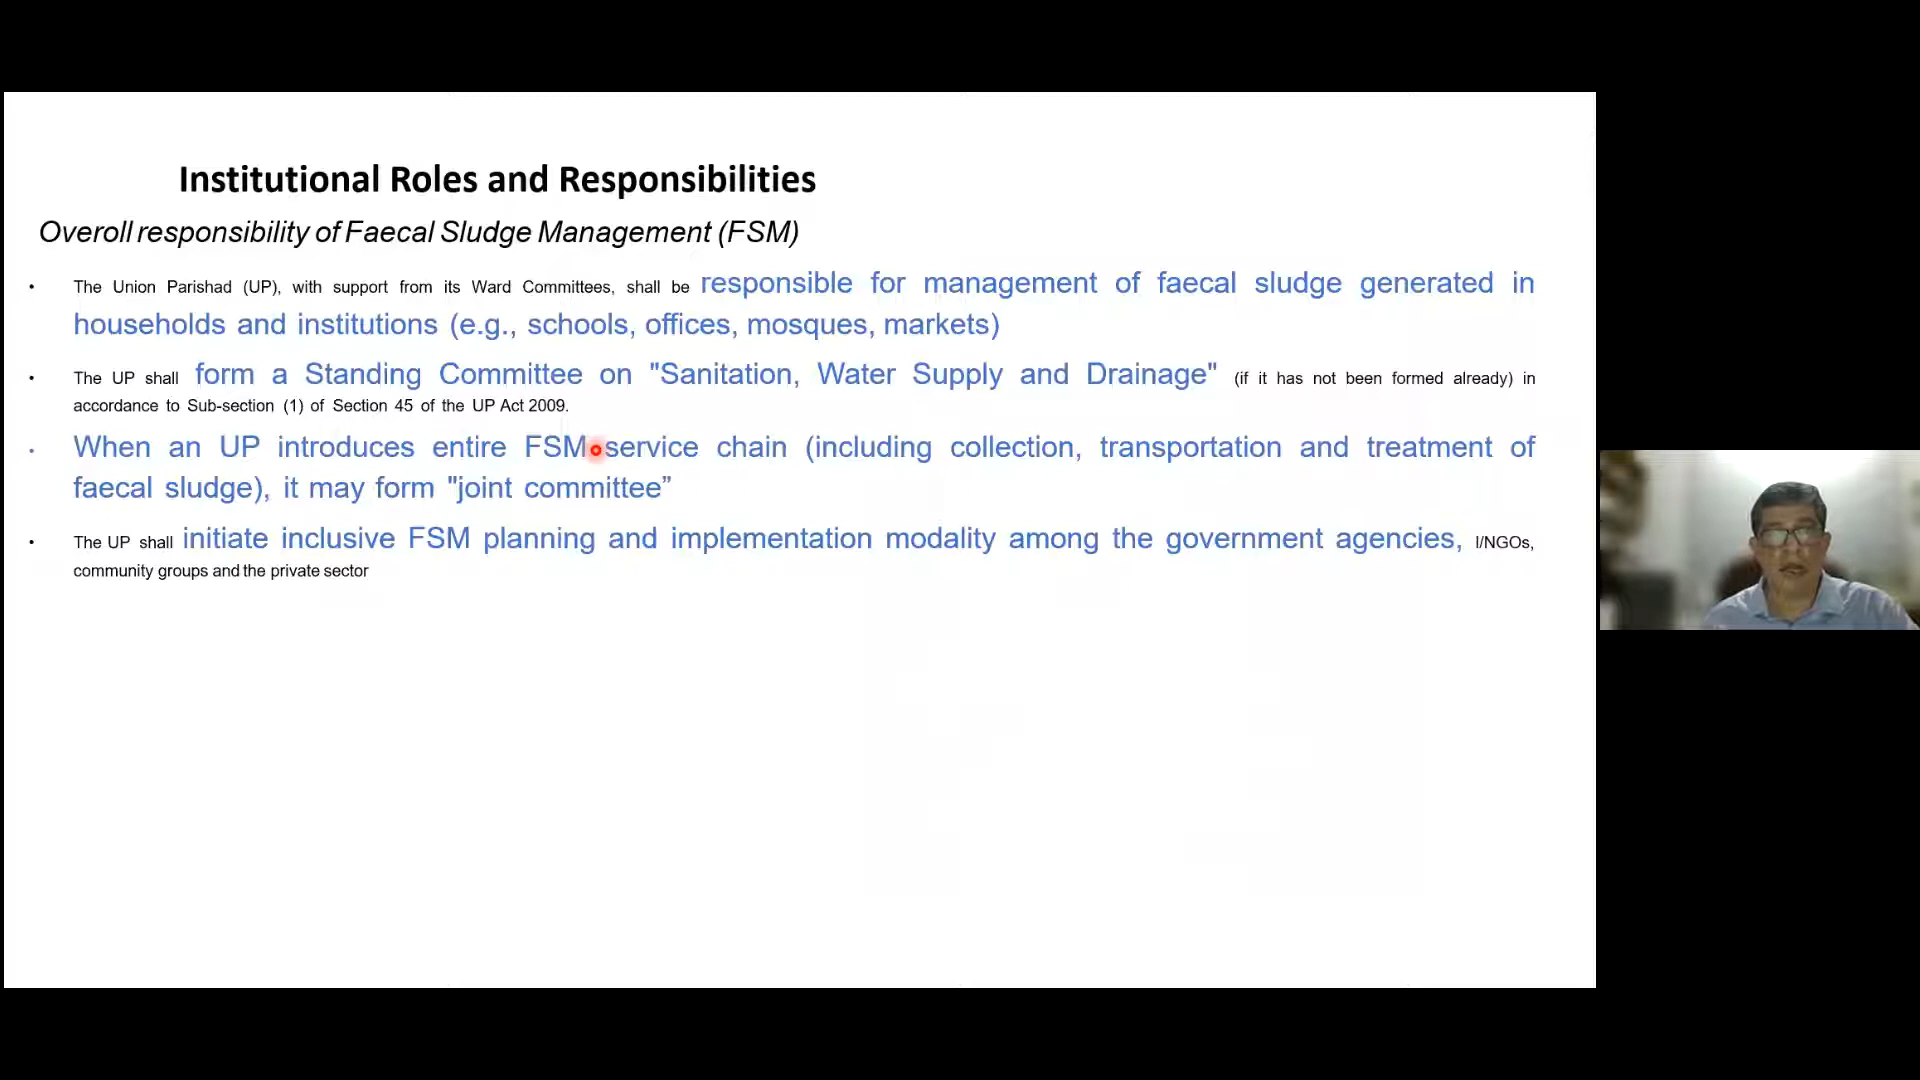 Institutional Roles and Responsibilities
Overoll responsibility of Faecal Sludge Management (FSM)
• The Union Parishad (UP), with support from its Ward Committees, shall be responsible for management of faecal sludge generated in
households and institutions (e.g., schools, offices, mosques, markets)
• The UP shall form a Standing Committee on "Sanitation, Water Supply and Drainage" (if it has not been formed already) in
accordance to Sub-section (1) of Section 45 of the UP Act 2009.
• When an UP introduces entire FSM service chain (including collection, transportation and treatment of
faecal sludge), it may form "joint committee”
• The UP shall initiate inclusive FSM planning and implementation modality among the government agencies, I/NGOs,
community groups and the private sector